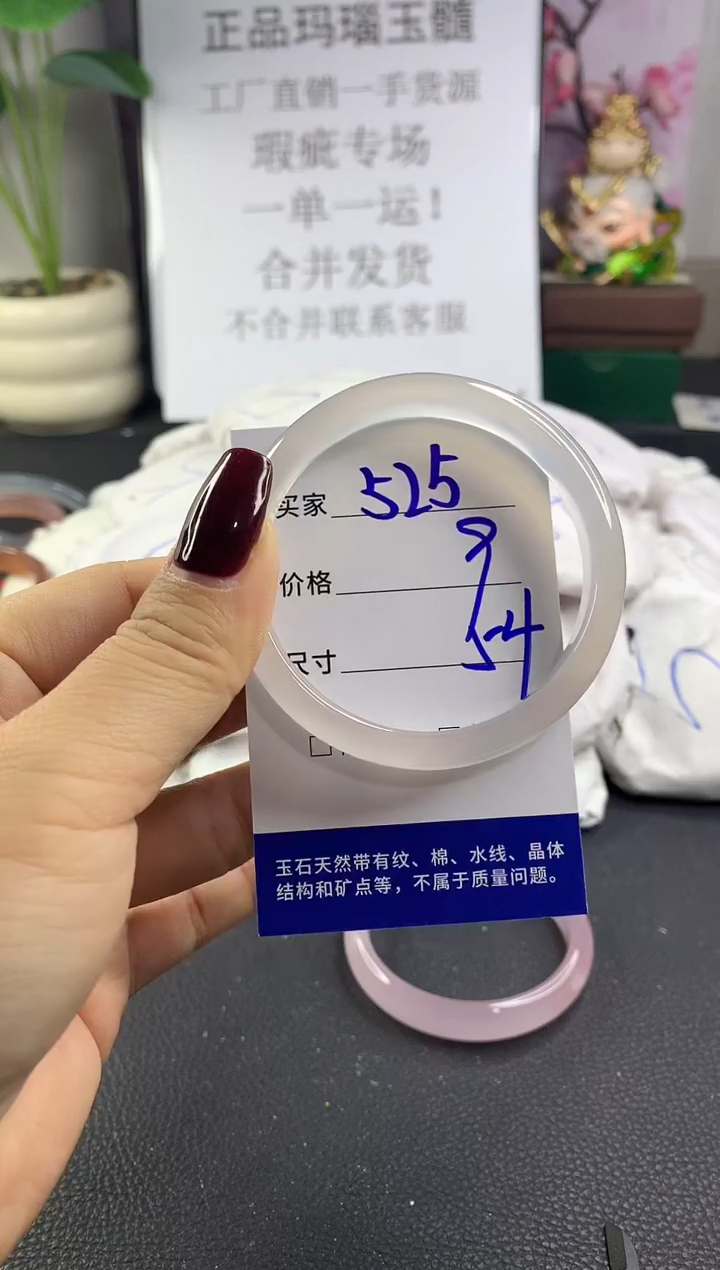 正品玛瑙玉髓
工厂直销一手货源
瑕疵专场
一单一运！
合并发货
不合并联系客服
买家 525
价格
尺寸 54
玉石天然带有纹、棉、水线、晶体
结构和矿点等，不属于质量问题。